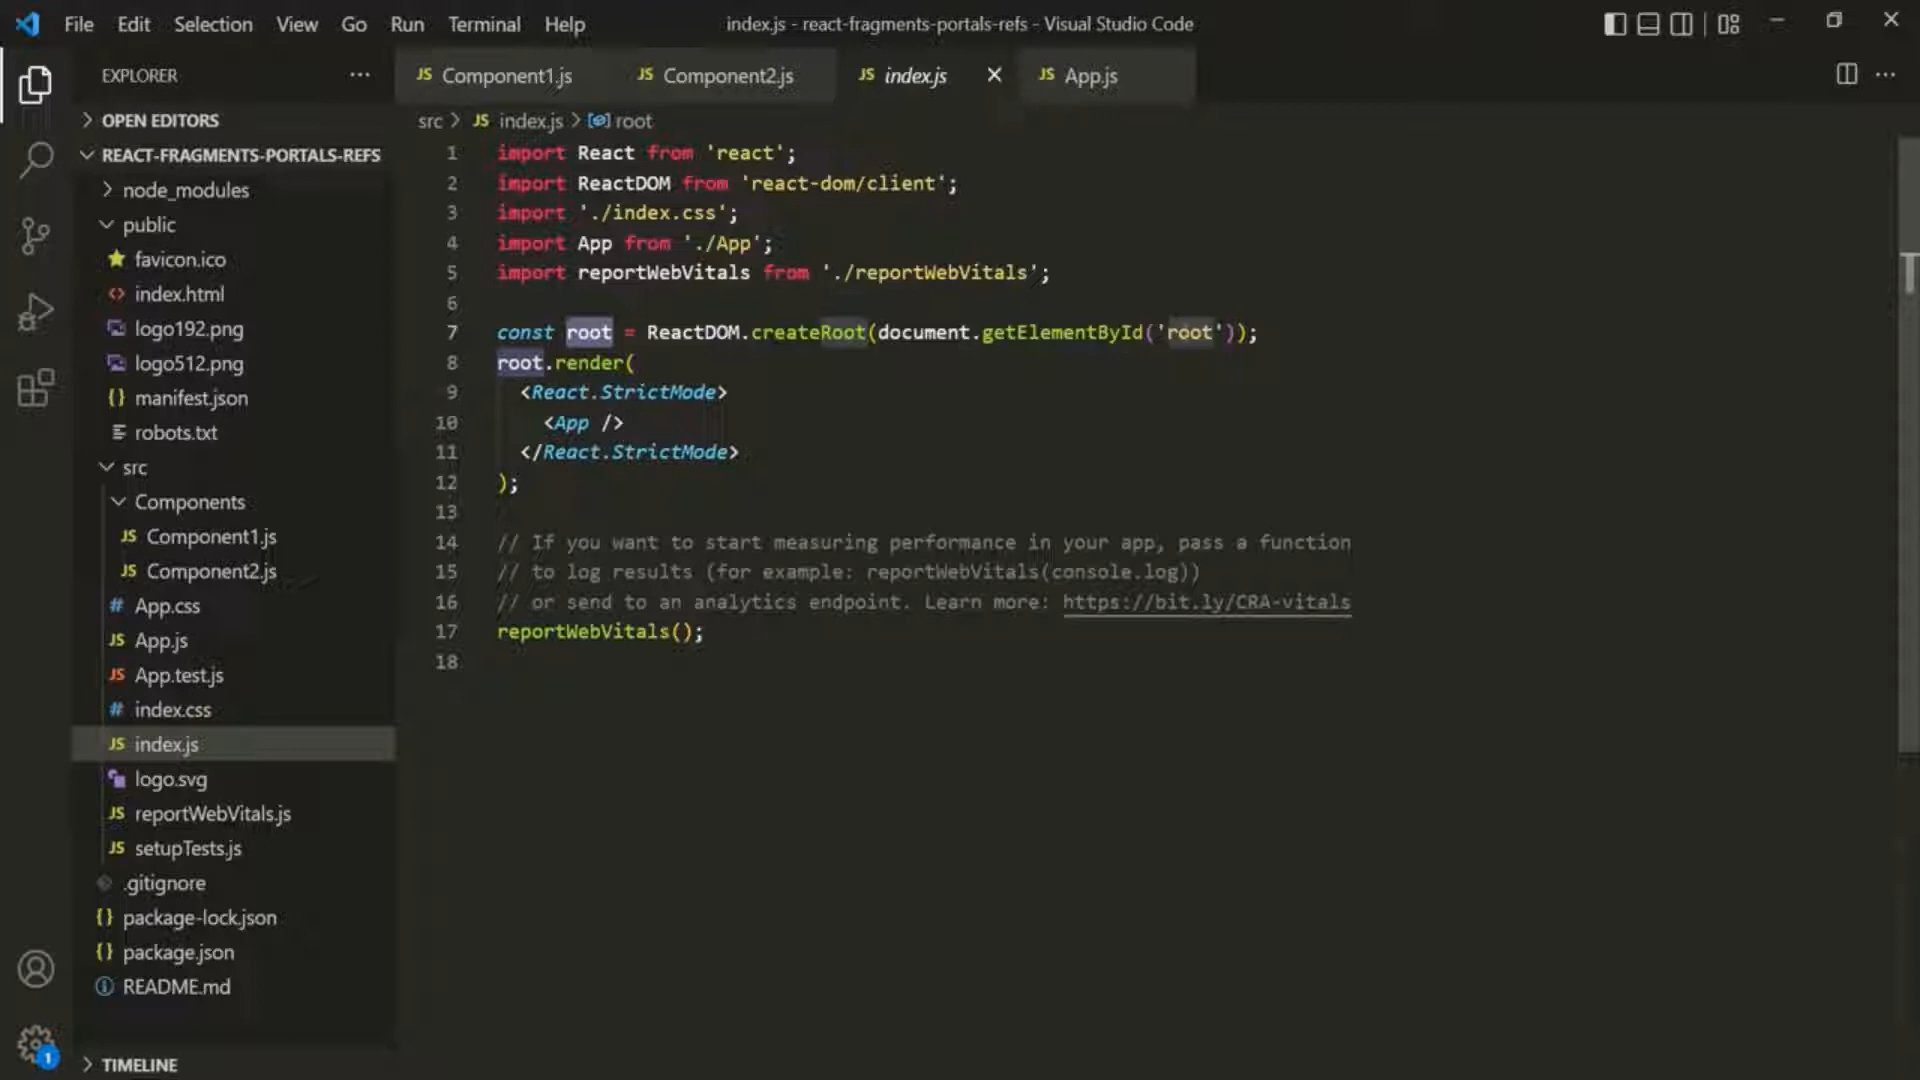 File Edit Selection View Go Run Terminal Help
index.js - react-fragments-portals-refs - Visual Studio Code
EXPLORER
OPEN EDITORS
REACT-FRAGMENTS-PORTALS-REFS
node_modules
public
favicon.ico
<> index.html
logo192.png
logo512.png
{} manifest.json
robots.txt
src
Components
JS Component1.js
JS Component2.js
# App.css
JS App.js
JS App.test.js
# index.css
JS index.js
logo.svg
JS reportWebVitals.js
JS setupTests.js
.gitignore
{} package-lock.json
{} package.json
README.md
TIMELINE
1
JS Component1.js JS Component2.js JS index.js JS App.js
src > JS index.js > root
1 import React from 'react';
2 import ReactDOM from 'react-dom/client';
3 import './index.css';
4 import App from './App';
5 import reportWebVitals from './reportWebVitals';
6
7 const root = ReactDOM.createRoot(document.getElementById('root'));
8 root.render(
9 <React.StrictMode>
10 <App />
11 </React.StrictMode>
12 );
13
14 // If you want to start measuring performance in your app, pass a function
15 // to log results (for example: reportWebVitals(console.log))
16 // or send to an analytics endpoint. Learn more: https://bit.ly/CRA-vitals
17 reportWebVitals();
18